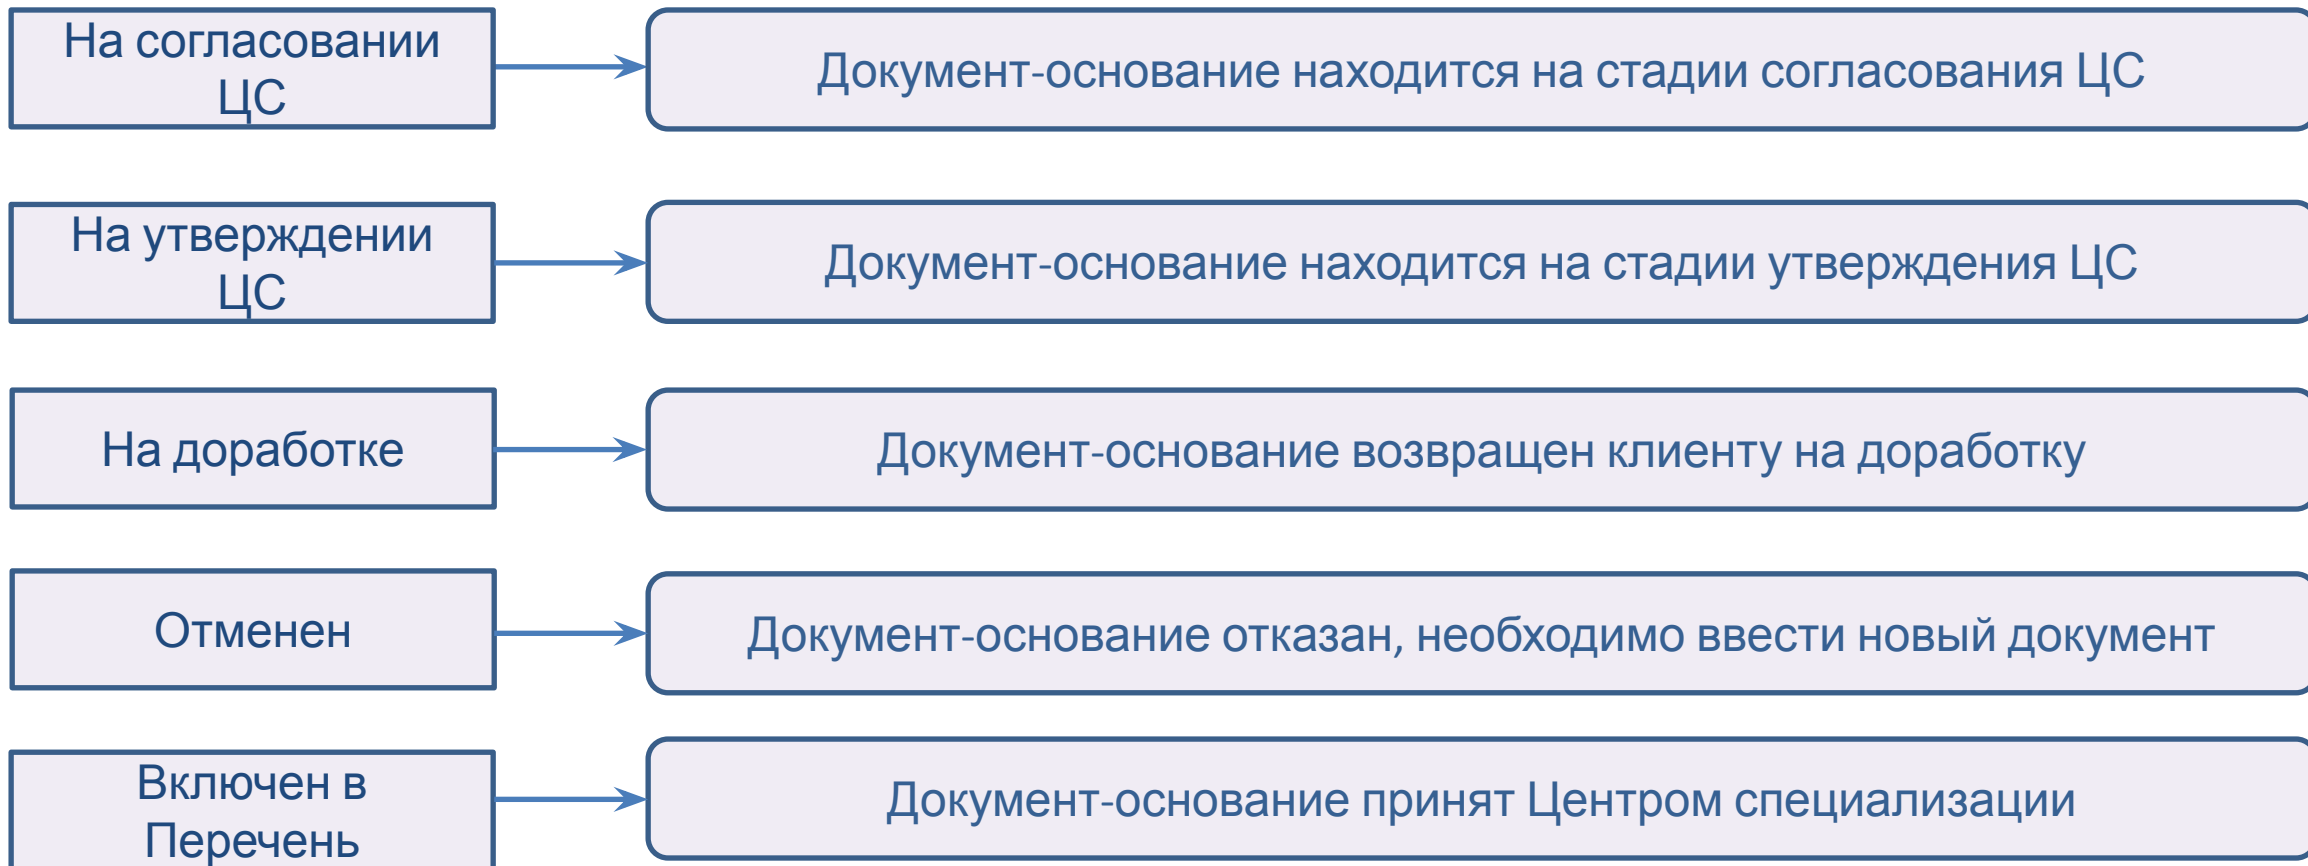 На согласовании
ЦС
Документ-основание находится на стадии согласования ЦС
На утверждении
ЦС
Документ-основание находится на стадии утверждения ЦС
На доработке
Документ-основание возвращен клиенту на доработку
Отменен
Документ-основание отказан, необходимо ввести новый документ
Включен в
Перечень
Документ-основание принят Центром специализации